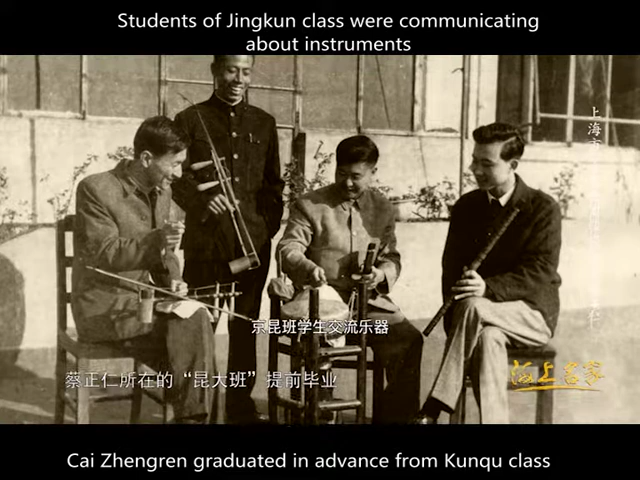 Students of Jingkun class were communicating
about instruments
上海
京昆班学生交流乐器
蔡正仁所在的“昆大班”提前毕业
海上名家
Cai Zhengren graduated in advance from Kunqu class